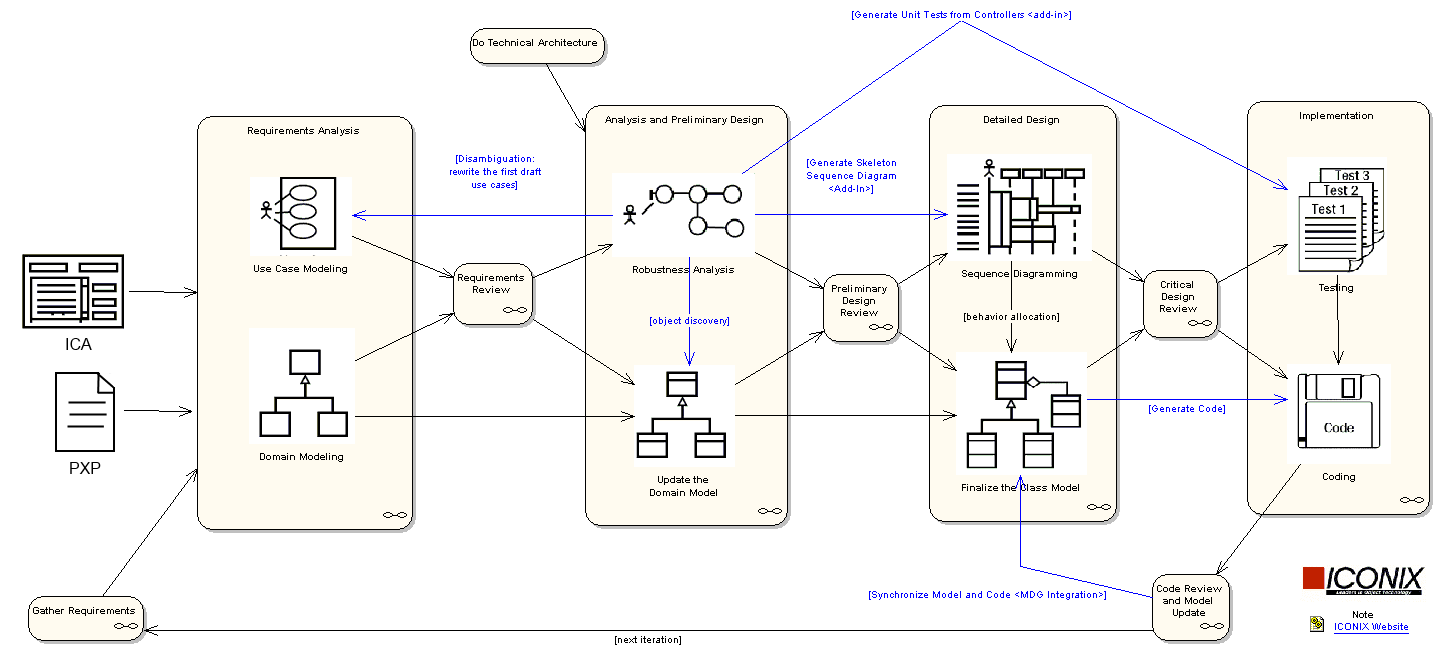 [Generate Unit Tests from Controllers <add-in>]
Do Technical Architecture
Requirements Analysis
Analysis and Preliminary Design
Detailed Design
Implementation
[Disambiguation:
rewrite the first draft
use cases]
[Generate Skeleton
Sequence Diagram
<Add-In>]
Test 3
Test 2
Test 1
Use Case Modeling
Requirements
Review
Robustness Analysis
Preliminary
Design
Review
Sequence Diagramming
Critical
Design
Review
Testing
ICA
[object discovery]
[behavior allocation]
PXP
Domain Modeling
Update the
Domain Model
Finalize the Class Model
[Generate Code]
Code
Coding
Gather Requirements
[Synchronize Model and Code <MDG Integration>]
Code Review
and Model
Update
[next iteration]
ICONIX
Leaders in Object Technology
Note
ICONIX Website